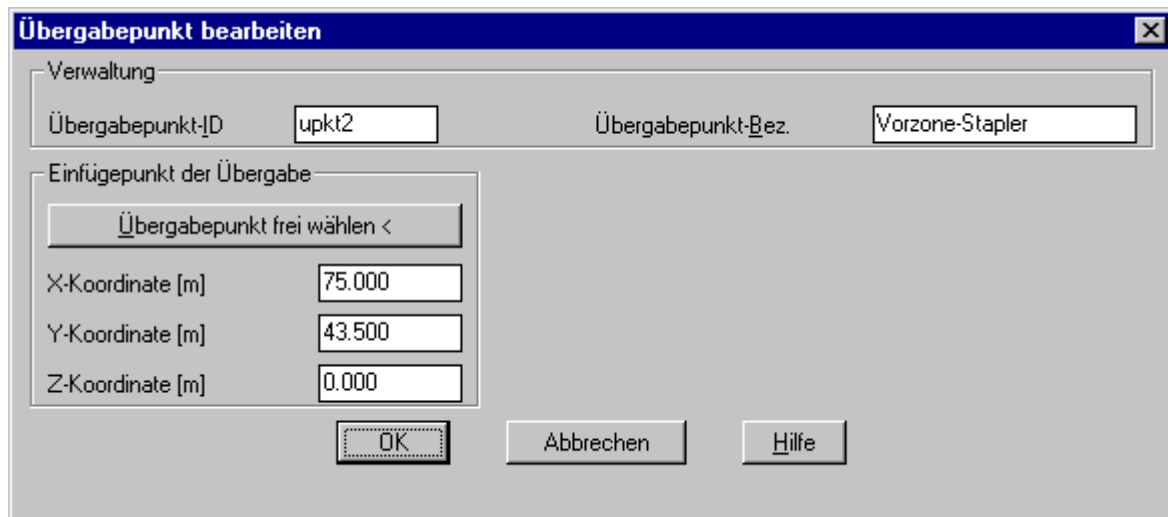 Übergabepunkt bearbeiten
Verwaltung
Übergabepunkt-ID upkt2 Übergabepunkt-Bez. Vorzone-Stapler
Einfügepunkt der Übergabe
Übergabepunkt frei wählen <
X-Koordinate [m] 75.000
Y-Koordinate [m] 43.500
Z-Koordinate [m] 0.000
OK Abbrechen Hilfe